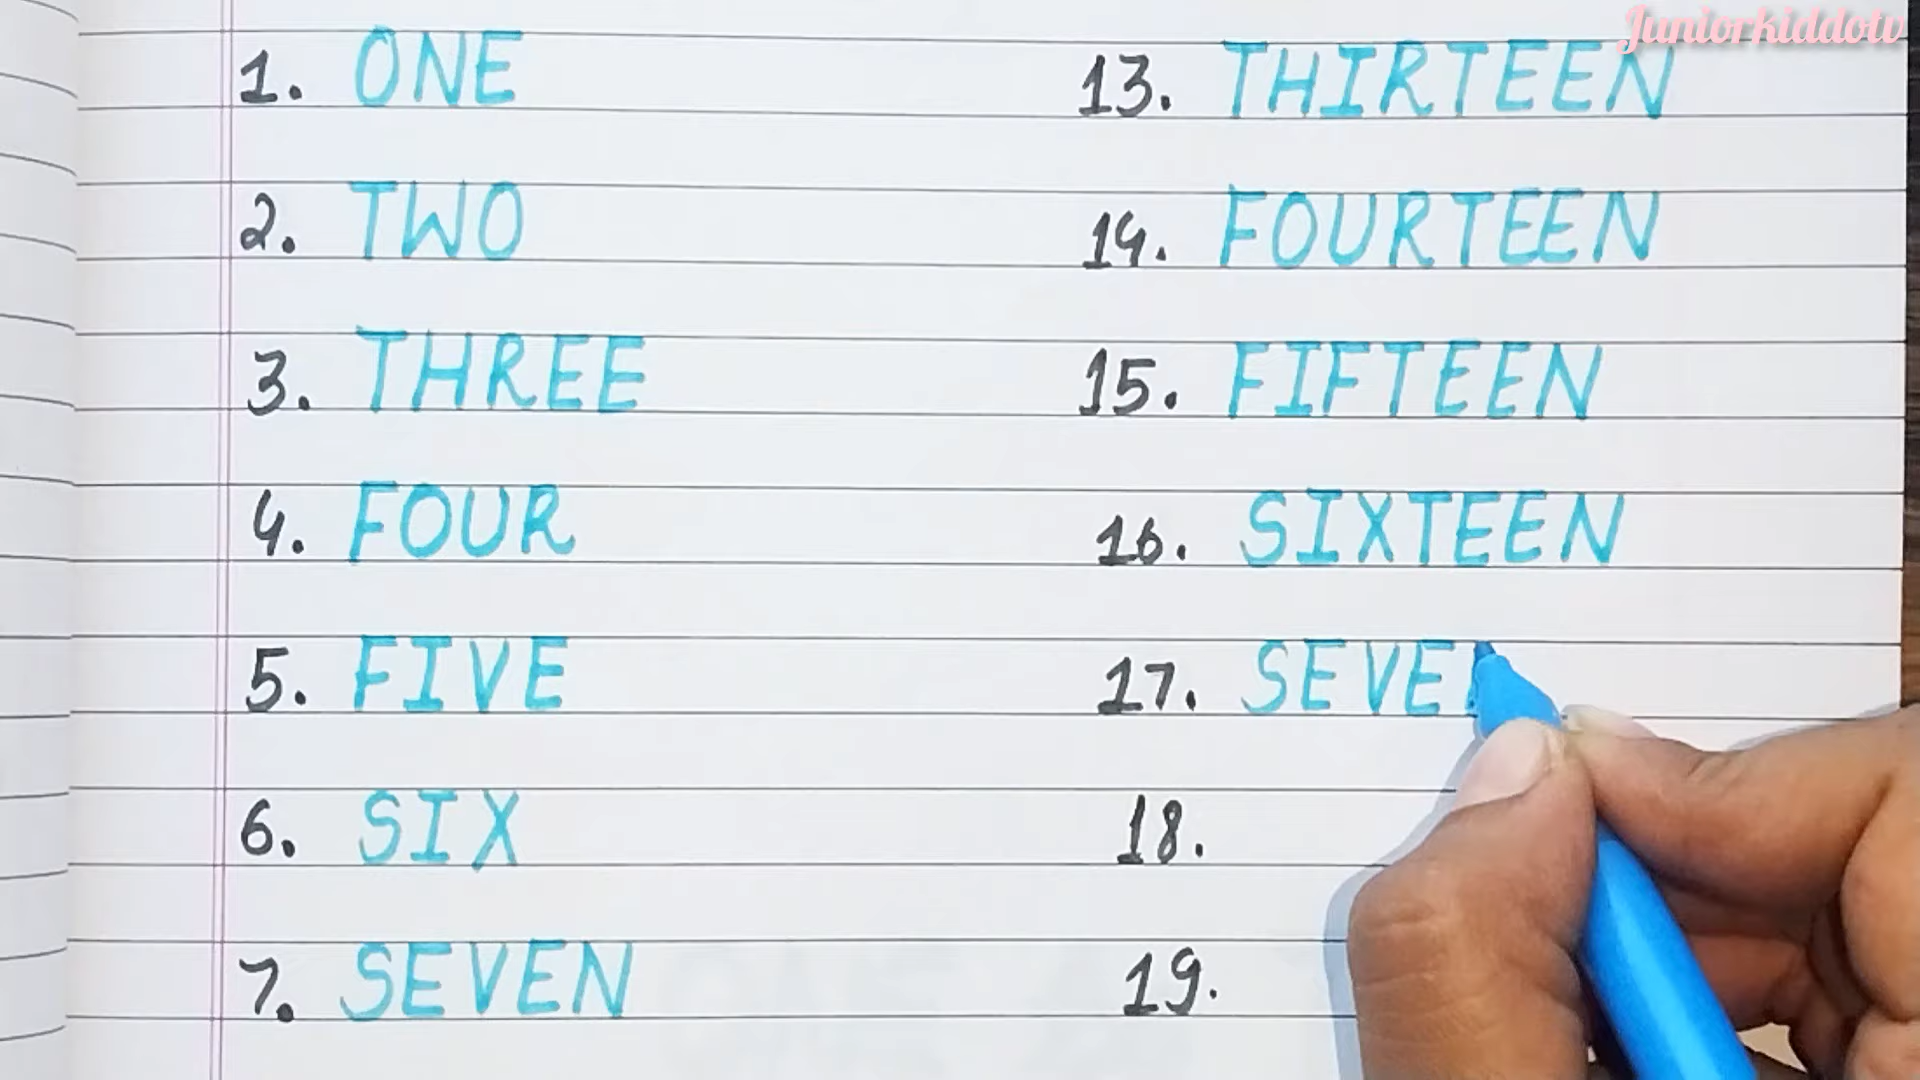 Juniorkiddotv
1. ONE
2. TWO
3. THREE
4. FOUR
5. FIVE
6. SIX
7. SEVEN
13. THIRTEEN
14. FOURTEEN
15. FIFTEEN
16. SIXTEEN
17. SEVE
18.
19.